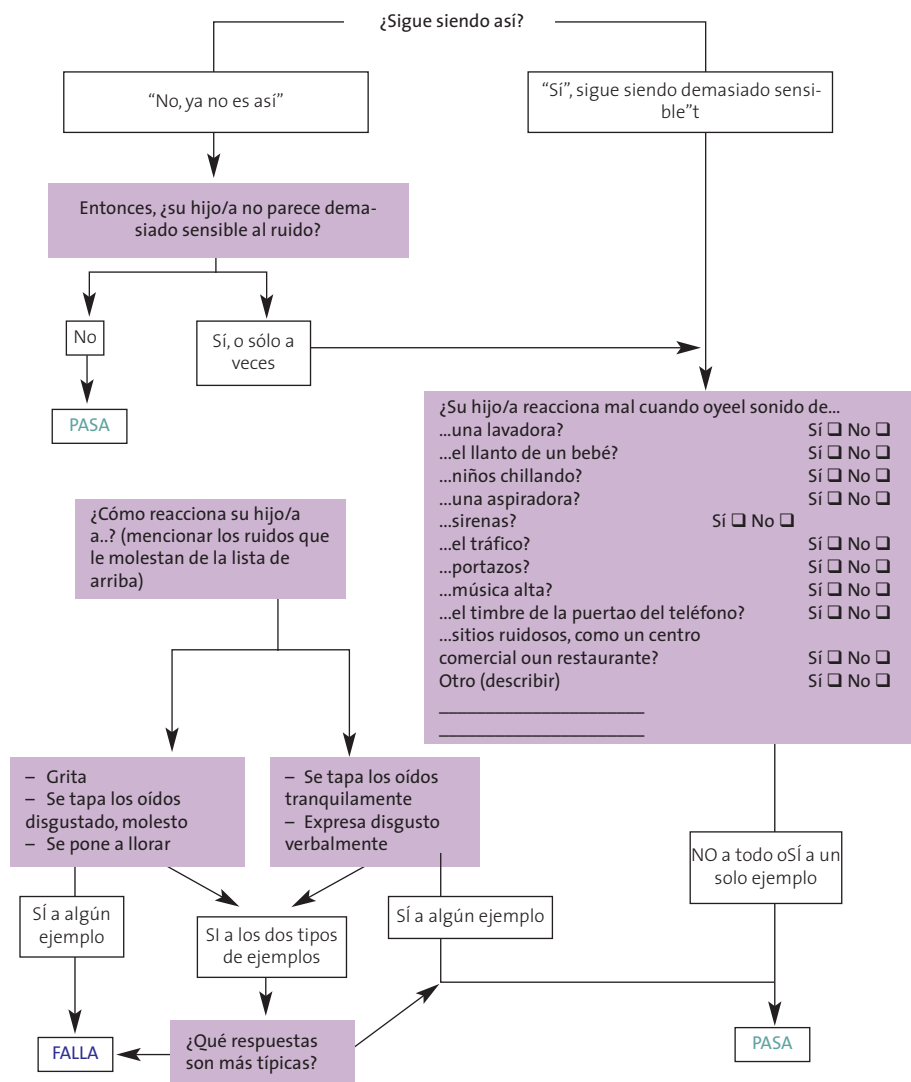 ¿Sigue siendo así?
“No, ya no es así”
“Sí”, sigue siendo demasiado sensi-
ble”t
Entonces, ¿su hijo/a no parece dema-
siado sensible al ruido?
No
Sí, o sólo a
veces
PASA
¿Su hijo/a reacciona mal cuando oyeel sonido de...
...una lavadora? Sí ❑ No ❑
...el llanto de un bebé? Sí ❑ No ❑
...niños chillando? Sí ❑ No ❑
...una aspiradora? Sí ❑ No ❑
...sirenas? Sí ❑ No ❑
...el tráfico? Sí ❑ No ❑
...portazos? Sí ❑ No ❑
...música alta? Sí ❑ No ❑
...el timbre de la puertao del teléfono? Sí ❑ No ❑
...sitios ruidosos, como un centro
comercial oun restaurante? Sí ❑ No ❑
Otro (describir) Sí ❑ No ❑
¿Cómo reacciona su hijo/a
a..? (mencionar los ruidos que
le molestan de la lista de
arriba)
– Grita
– Se tapa los oídos
disgustado, molesto
– Se pone a llorar
– Se tapa los oídos
tranquilamente
– Expresa disgusto
verbalmente
NO a todo oSÍ a un
solo ejemplo
SÍ a algún
ejemplo
SI a los dos tipos
de ejemplos
SÍ a algún ejemplo
FALLA
¿Qué respuestas
son más típicas?
PASA